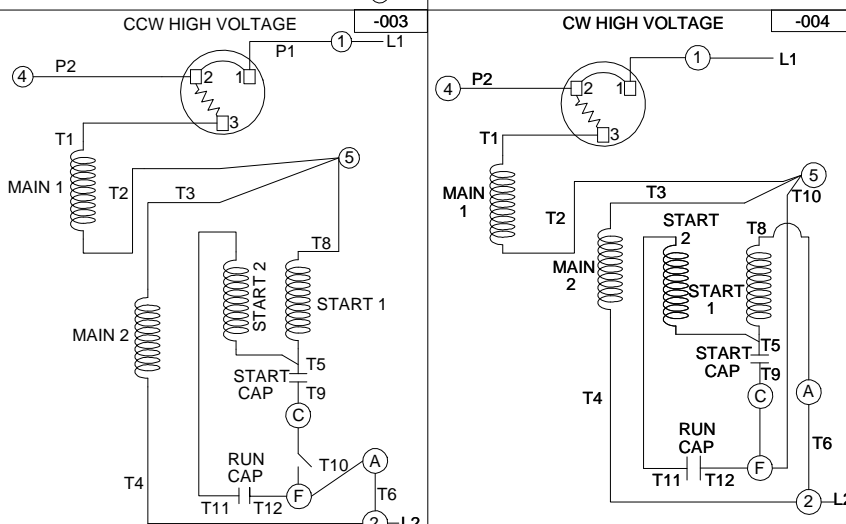 CCW HIGH VOLTAGE
-003
P1
1
L1
4
P2
2
1
3
T1
MAIN 1
T2
T3
5
T8
START 2
START 1
MAIN 2
T5
START
CAP
T9
C
T4
RUN
CAP
T10
A
T11
T12
F
T6
2
L2
CW HIGH VOLTAGE
-004
1
L1
4
P2
2
1
3
T1
MAIN
1
T2
T3
5
T10
START
2
T8
MAIN
2
START
1
T5
START
CAP
T9
T4
C
A
RUN
CAP
T6
T11
T12
F
2
L2